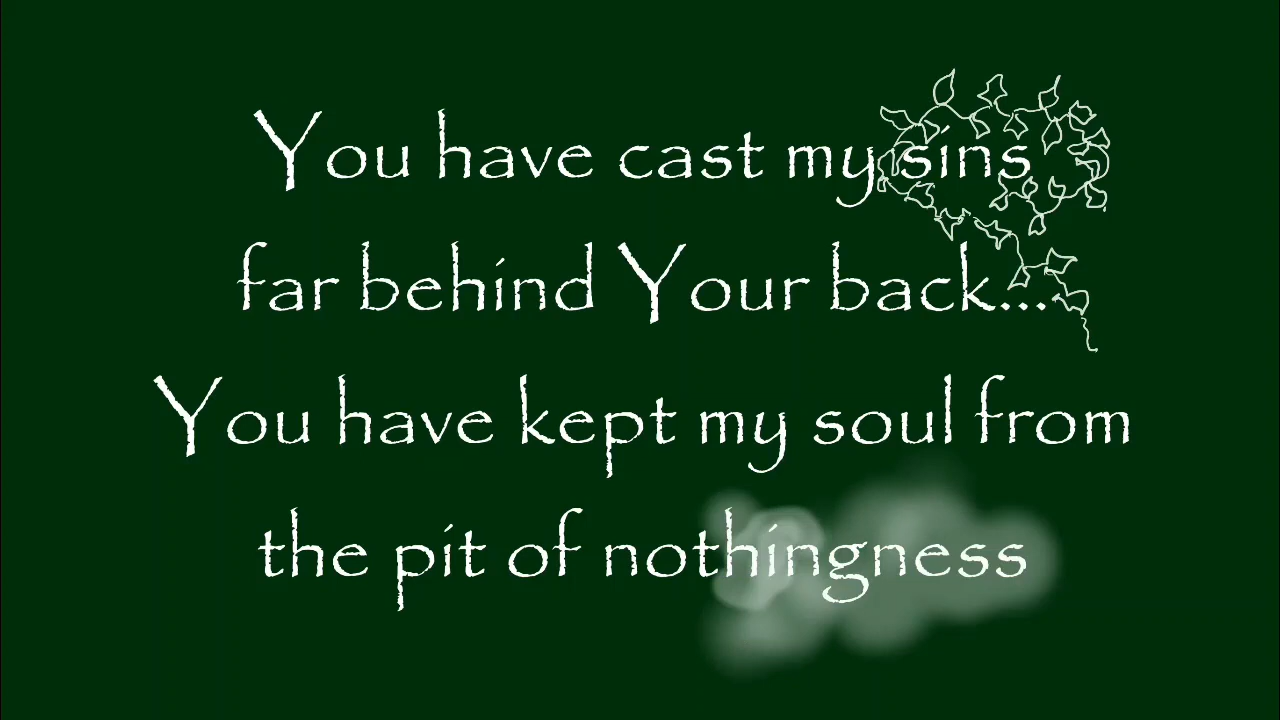 You have cast my sins
far behind Your back...
You have kept my soul from
the pit of nothingness